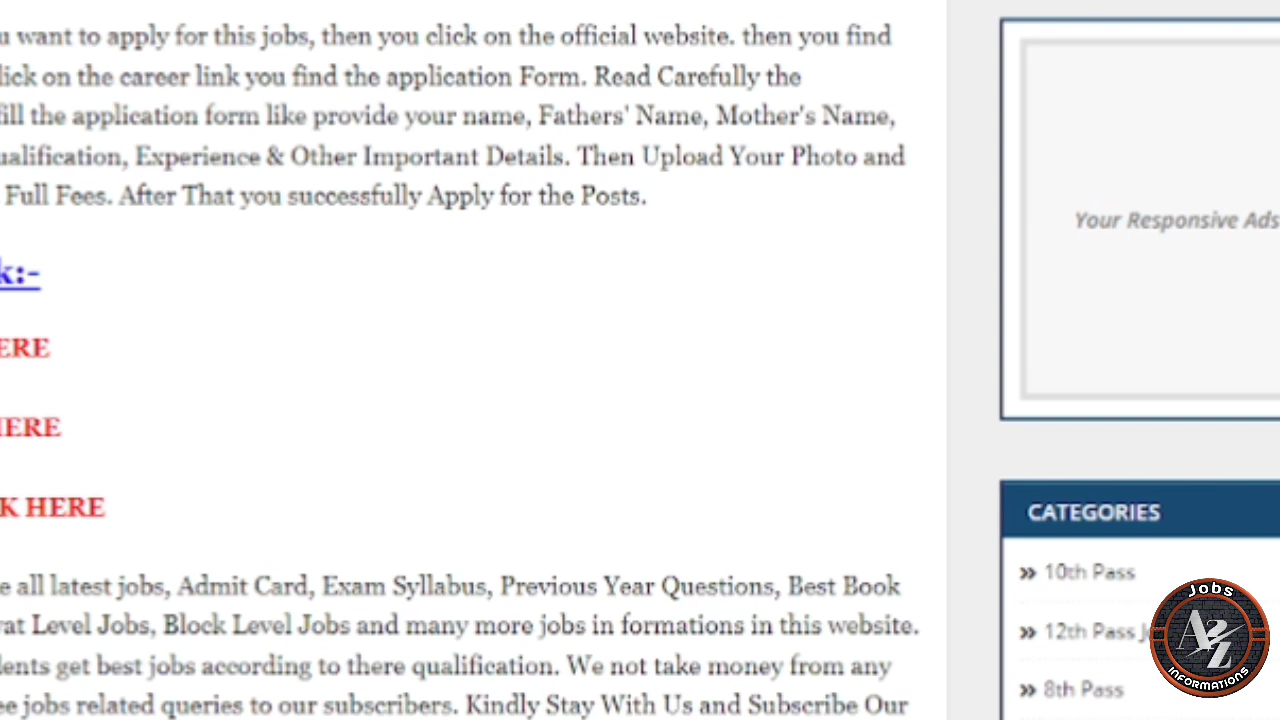 want to apply for this jobs, then you click on the official website. then you find
click on the career link you find the application Form. Read Carefully the
fill the application form like provide your name, Fathers' Name, Mother's Name,
ualification, Experience & Other Important Details. Then Upload Your Photo and
Full Fees. After That you successfully Apply for the Posts.
k:-
ERE
HERE
K HERE
e all latest jobs, Admit Card, Exam Syllabus, Previous Year Questions, Best Book
at Level Jobs, Block Level Jobs and many more jobs in formations in this website.
ents get best jobs according to there qualification. We not take money from any
ee jobs related queries to our subscribers. Kindly Stay With Us and Subscribe Our
Your Responsive Ads
CATEGORIES
» 10th Pass
» 12th Pass J
» 8th Pass
Jobs
A2Z
INFORMATIONS